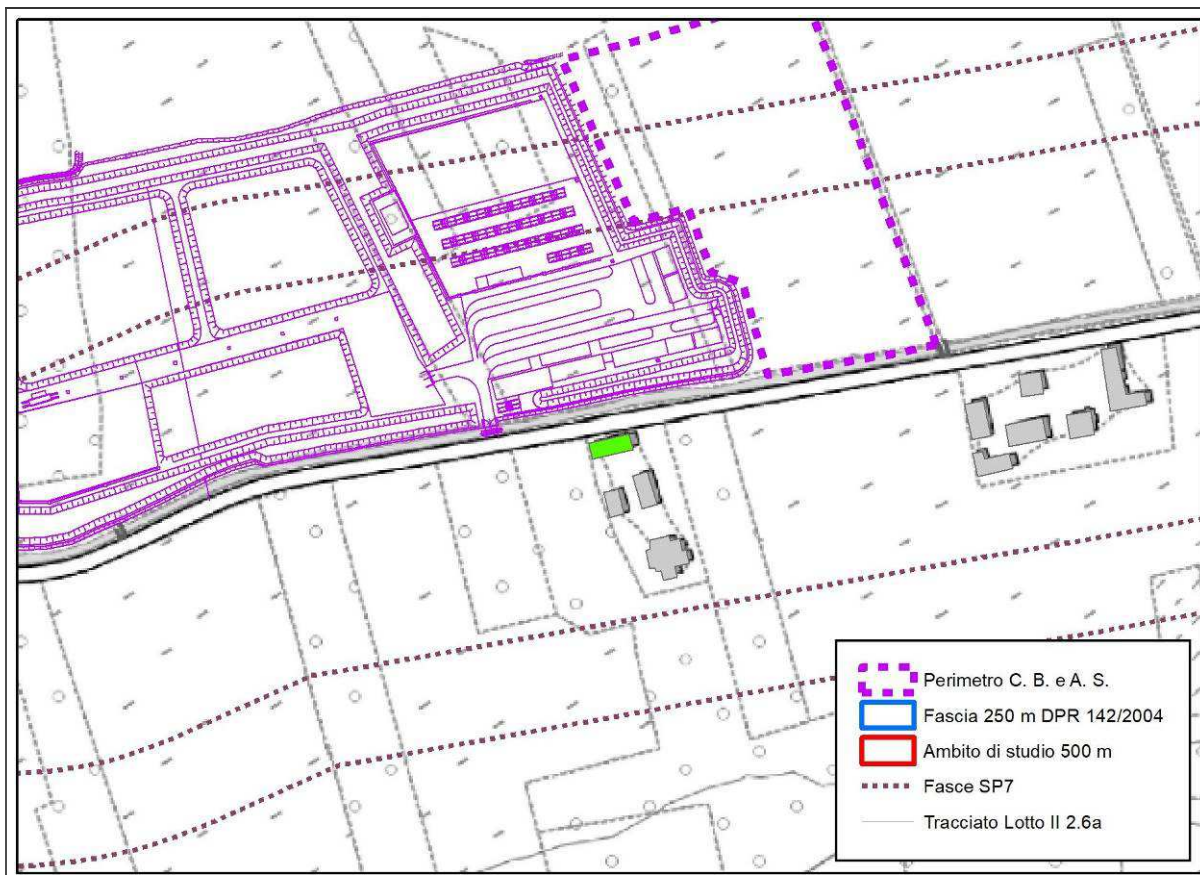 Perimetro C. B. e A. S.
Fascia 250 m DPR 142/2004
Ambito di studio 500 m
Fasce SP7
Tracciato Lotto II 2.6a